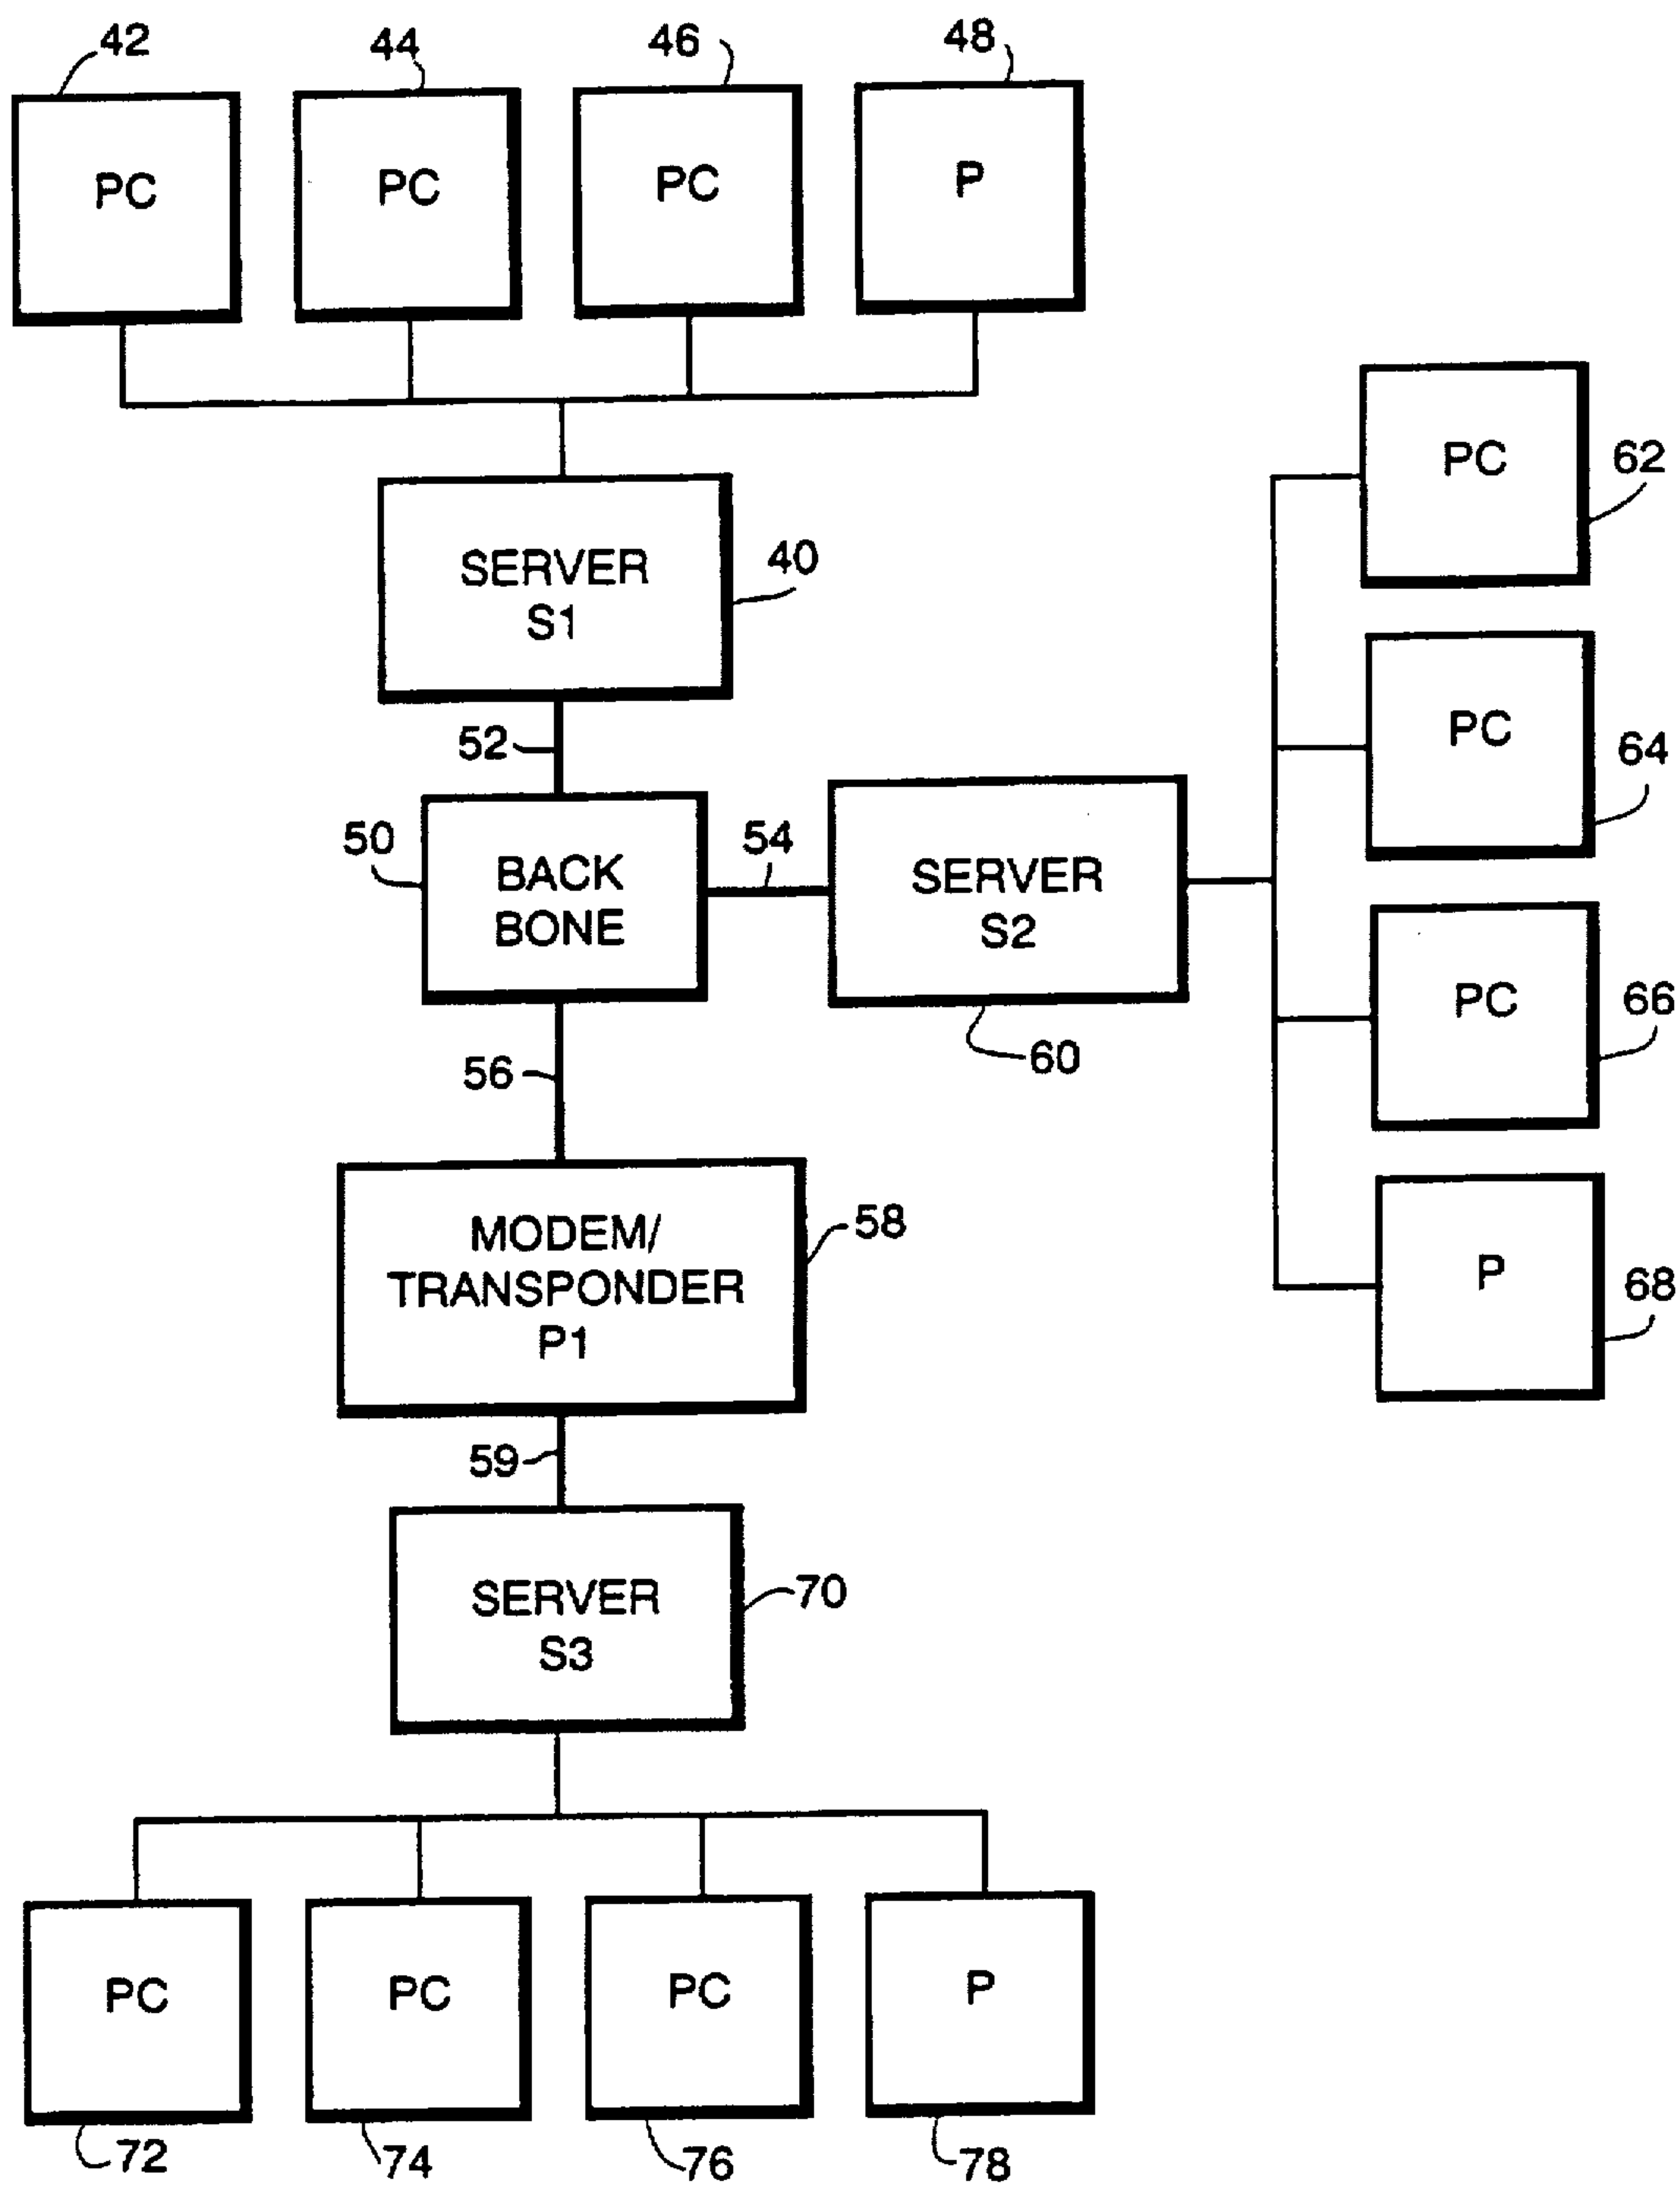 42
44
46
48
PC
PC
PC
P
62
PC
SERVER
S1
40
52
64
PC
50
BACK
BONE
54
SERVER
S2
60
66
PC
56
MODEM/
TRANSPONDER
P1
58
68
P
59
SERVER
S3
70
PC
PC
PC
P
72
74
76
78